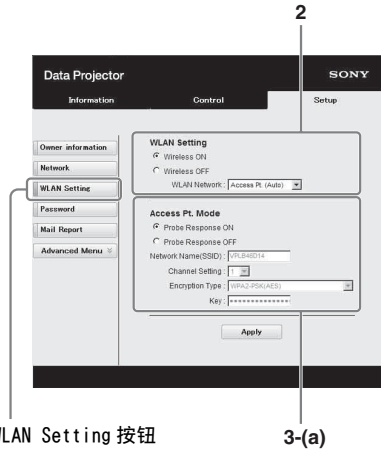 2
Data Projector
SONY
Information
Control
Setup
Owner information
Network
WLAN Setting
Password
Mail Report
Advanced Menu
WLAN Setting
Wireless ON
Wireless OFF
WLAN Network : Access Pt. (Auto)
Access Pt. Mode
Probe Response ON
Probe Response OFF
Network Name(SSID) : VPLB48D14
Channel Setting : 1
Encryption Type : WPA2-PSK(AES)
Key : **************
Apply
LAN Setting 按钮
3-(a)